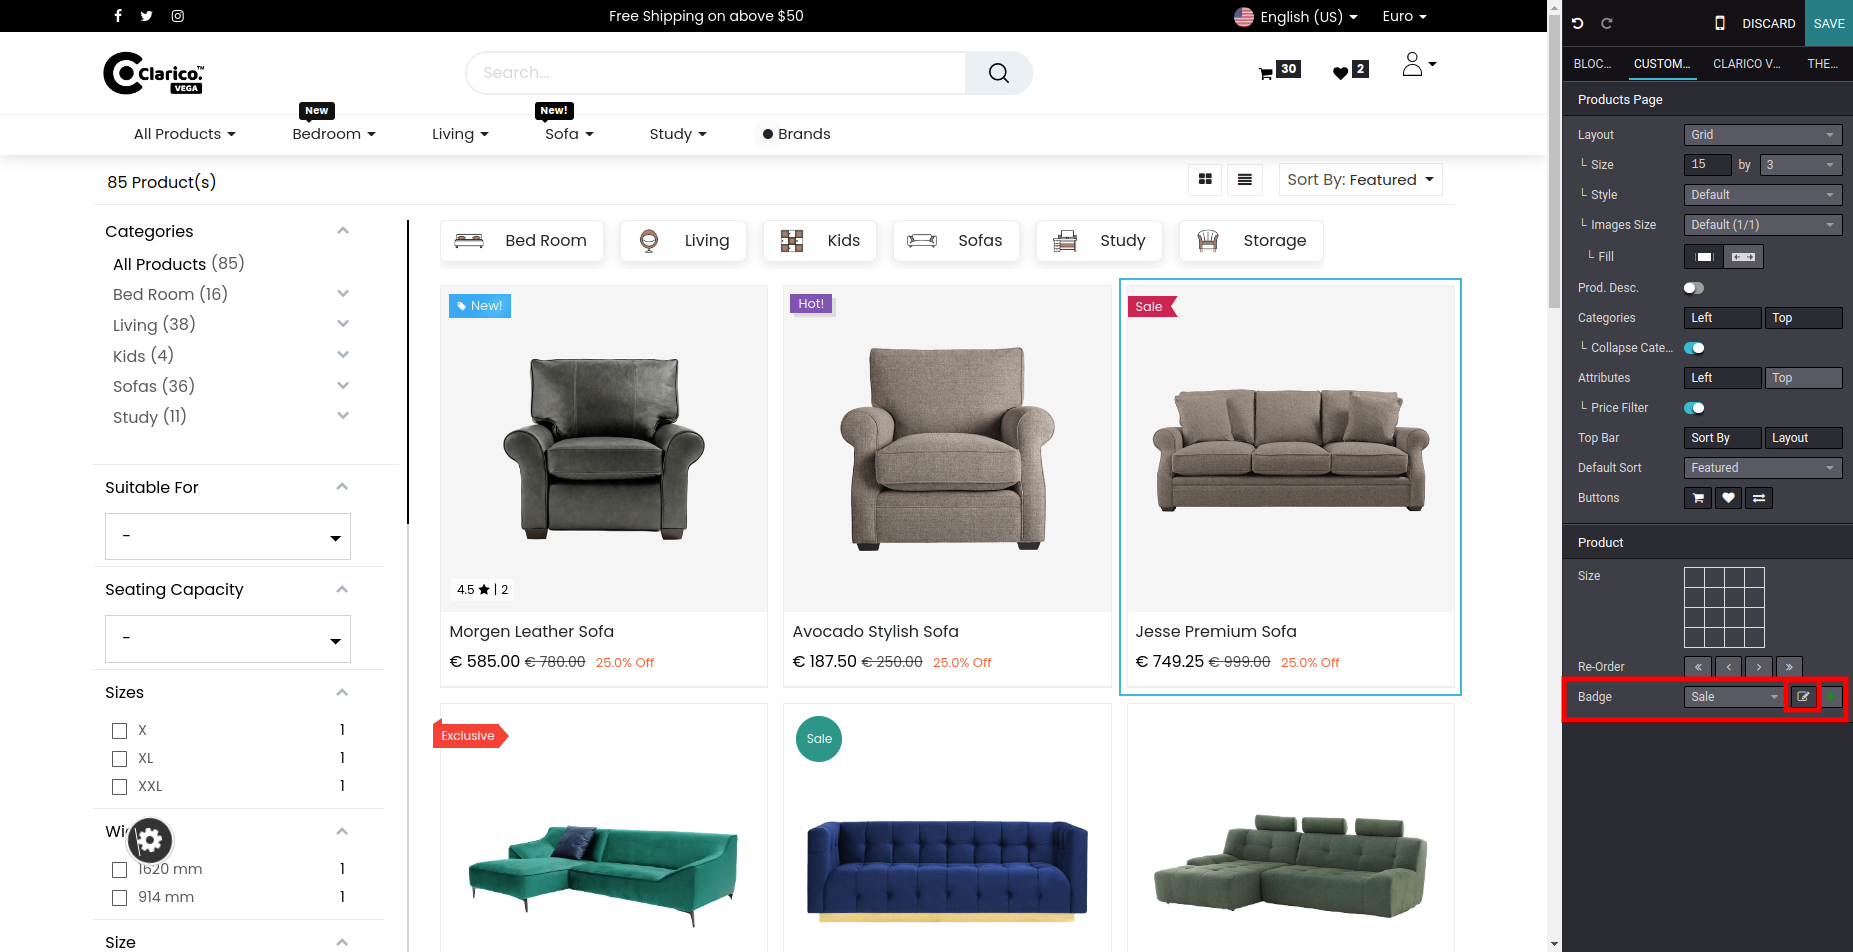 Free Shipping on above $50
English (US)
Euro
DISCARD
SAVE
Clarico.™
VEGA
Search...
30
2
BLOC...
CUSTOM...
CLARICO V...
THE...
New
New!
All Products
Bedroom
Living
Sofa
Study
Brands
85 Product(s)
Sort By: Featured
Categories
All Products (85)
Bed Room (16)
Living (38)
Kids (4)
Sofas (36)
Study (11)
Suitable For
-
Seating Capacity
-
Sizes
X 1
XL 1
XXL 1
1620 mm 1
914 mm 1
Size
Bed Room
Living
Kids
Sofas
Study
Storage
New!
Hot!
Sale
4.5 | 2
Morgen Leather Sofa
€ 585.00 € 780.00 25.0% Off
Avocado Stylish Sofa
€ 187.50 € 250.00 25.0% Off
Jesse Premium Sofa
€ 749.25 € 999.00 25.0% Off
Exclusive
Sale
Products Page
Layout Grid
└ Size 15 by 3
└ Style Default
└ Images Size Default (1/1)
└ Fill
Prod. Desc.
Categories Left Top
└ Collapse Cate...
Attributes Left Top
└ Price Filter
Top Bar Sort By Layout
Default Sort Featured
Buttons
Product
Size
Re-Order « ‹ › »
Badge Sale